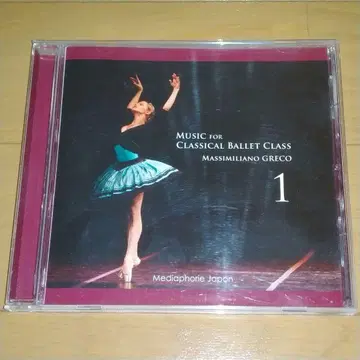 MUSIC FOR
CLASSICAL BALLET CLASS
MASSIMILIANO GRECO
1
Mediaphorie Japan